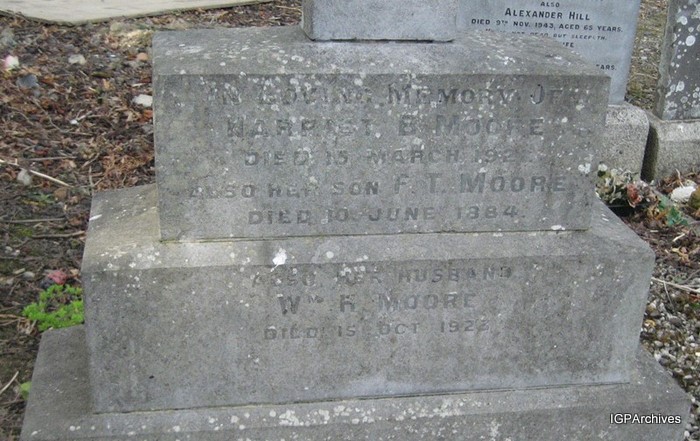 ALSO
ALEXANDER HILL
DIED 9TH NOV. 1943, AGED 65 YEARS.
IN LOVING MEMORY OF
HARRIET B. MOORE
DIED 15 MARCH
ALSO HER SON F. T. MOORE
DIED 10 JUNE 1884
ALSO HER HUSBAND
WM R. MOORE
DIED 15 OCT 192
IGPArchives